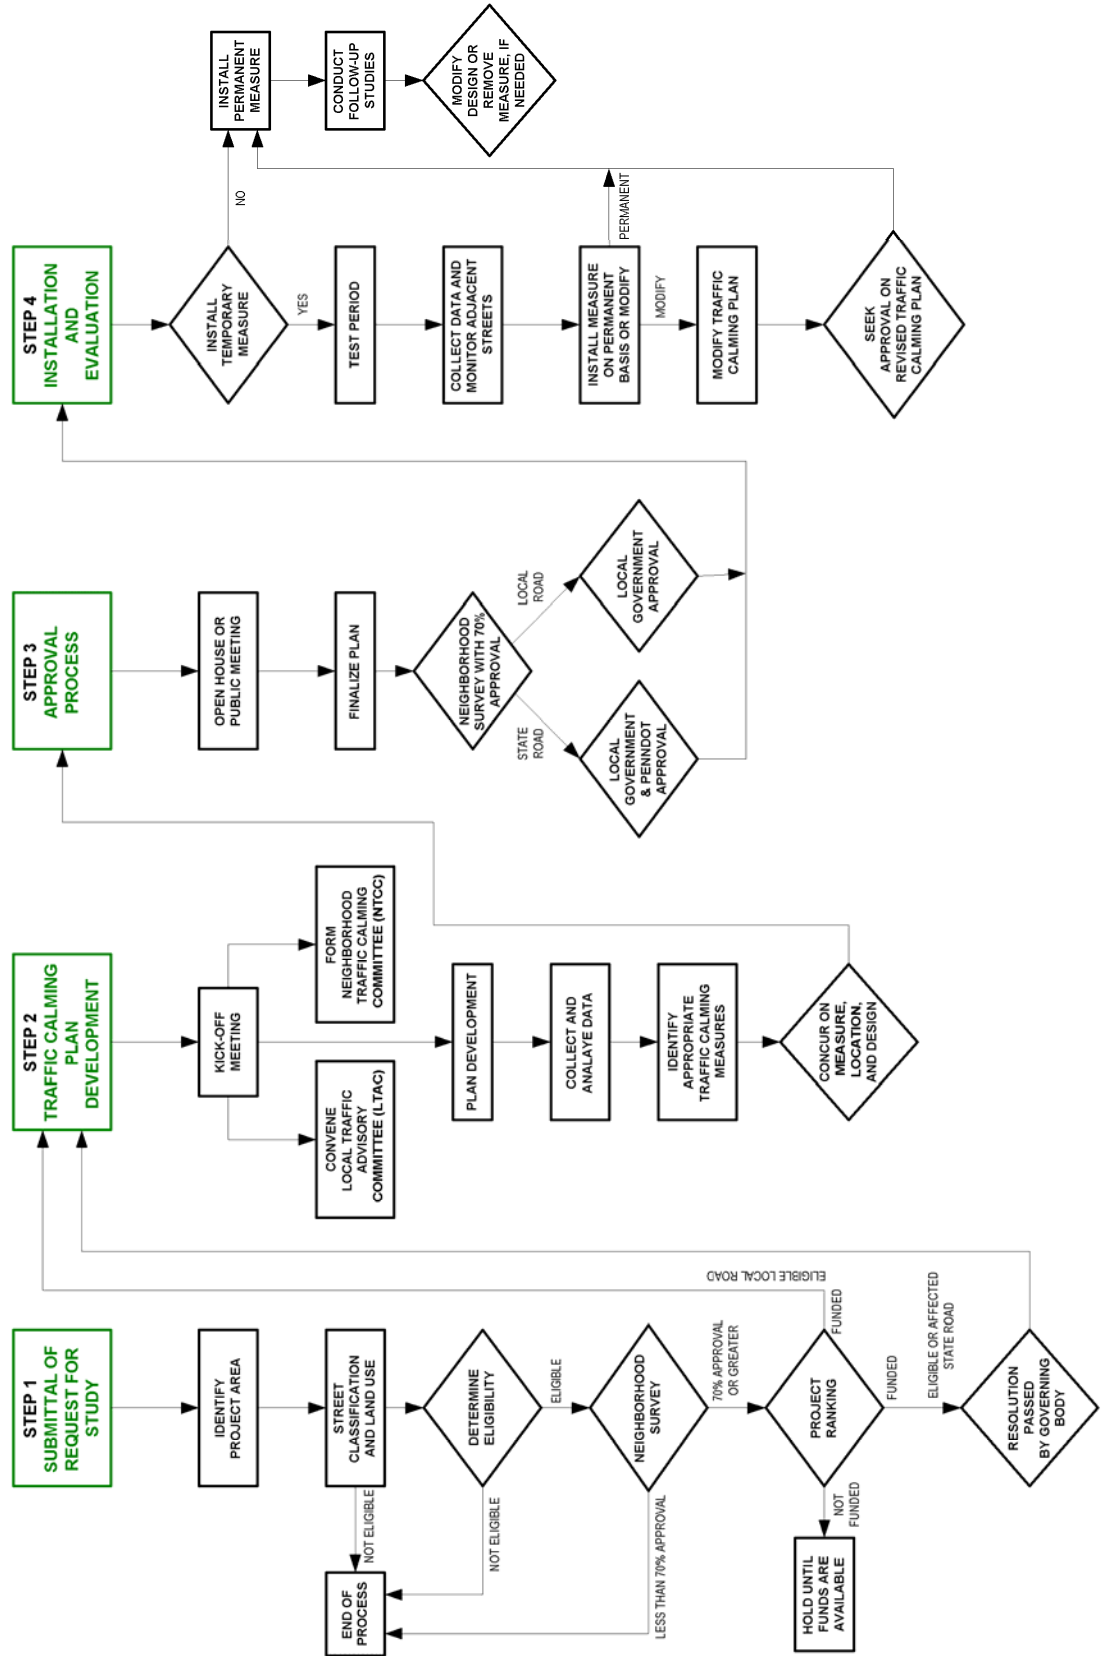 STEP 1
SUBMITTAL OF
REQUEST FOR
STUDY
IDENTIFY
PROJECT AREA
STREET
CLASSIFICATION
AND LAND USE
NOT ELIGIBLE
END OF
PROCESS
DETERMINE
ELIGIBILITY
NOT ELIGIBLE
ELIGIBLE
NEIGHBORHOOD
SURVEY
LESS THAN 70% APPROVAL
70% APPROVAL
OR GREATER
PROJECT
RANKING
NOT
FUNDED
HOLD UNTIL
FUNDS ARE
AVAILABLE
FUNDED
ELIGIBLE LOCAL ROAD
FUNDED
ELIGIBLE OR AFFECTED
STATE ROAD
RESOLUTION
PASSED
BY GOVERNING
BODY
STEP 2
TRAFFIC CALMING
PLAN
DEVELOPMENT
KICK-OFF
MEETING
CONVENE
LOCAL TRAFFIC
ADVISORY
COMMITTEE (LTAC)
FORM
NEIGHBORHOOD
TRAFFIC CALMING
COMMITTEE (NTCC)
PLAN DEVELOPMENT
COLLECT AND
ANALAYE DATA
IDENTIFY
APPROPRIATE
TRAFFIC CALMING
MEASURES
CONCUR ON
MEASURE,
LOCATION,
AND DESIGN
STEP 3
APPROVAL
PROCESS
OPEN HOUSE OR
PUBLIC MEETING
FINALIZE PLAN
NEIGHBORHOOD
SURVEY WITH 70%
APPROVAL
STATE
ROAD
LOCAL
ROAD
LOCAL
GOVERNMENT
& PENNDOT
APPROVAL
LOCAL
GOVERNMENT
APPROVAL
STEP 4
INSTALLATION
AND
EVALUATION
INSTALL
TEMPORARY
MEASURE
NO
YES
TEST PERIOD
COLLECT DATA AND
MONITOR ADJACENT
STREETS
INSTALL MEASURE
ON PERMANENT
BASIS OR MODIFY
PERMANENT
MODIFY
MODIFY TRAFFIC
CALMING PLAN
SEEK
APPROVAL ON
REVISED TRAFFIC
CALMING PLAN
INSTALL
PERMANENT
MEASURE
CONDUCT
FOLLOW-UP
STUDIES
MODIFY
DESIGN OR
REMOVE
MEASURE, IF
NEEDED